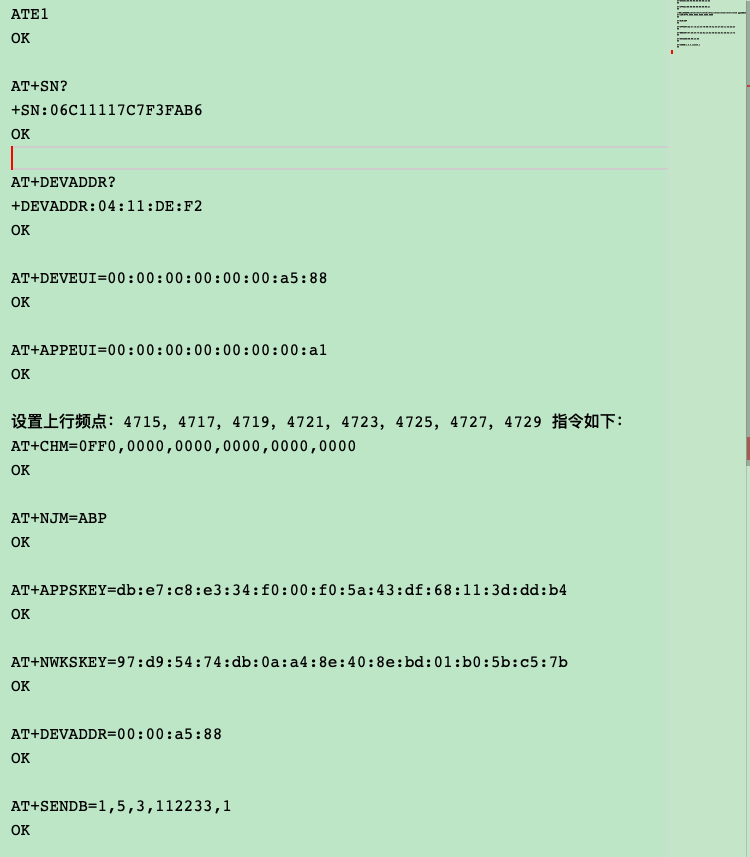 ATE1
OK
AT+SN?
+SN:06C11117C7F3FAB6
OK
AT+DEVADDR?
+DEVADDR:04:11:DE:F2
OK
AT+DEVEUI=00:00:00:00:00:00:a5:88
OK
AT+APPEUI=00:00:00:00:00:00:00:a1
OK
设置上行频点：4715，4717，4719，4721，4723，4725，4727，4729 指令如下：
AT+CHM=0FF0,0000,0000,0000,0000,0000
OK
AT+NJM=ABP
OK
AT+APPSKEY=db:e7:c8:e3:34:f0:00:f0:5a:43:df:68:11:3d:dd:b4
OK
AT+NWKSKEY=97:d9:54:74:db:0a:a4:8e:40:8e:bd:01:b0:5b:c5:7b
OK
AT+DEVADDR=00:00:a5:88
OK
AT+SENDB=1,5,3,112233,1
OK